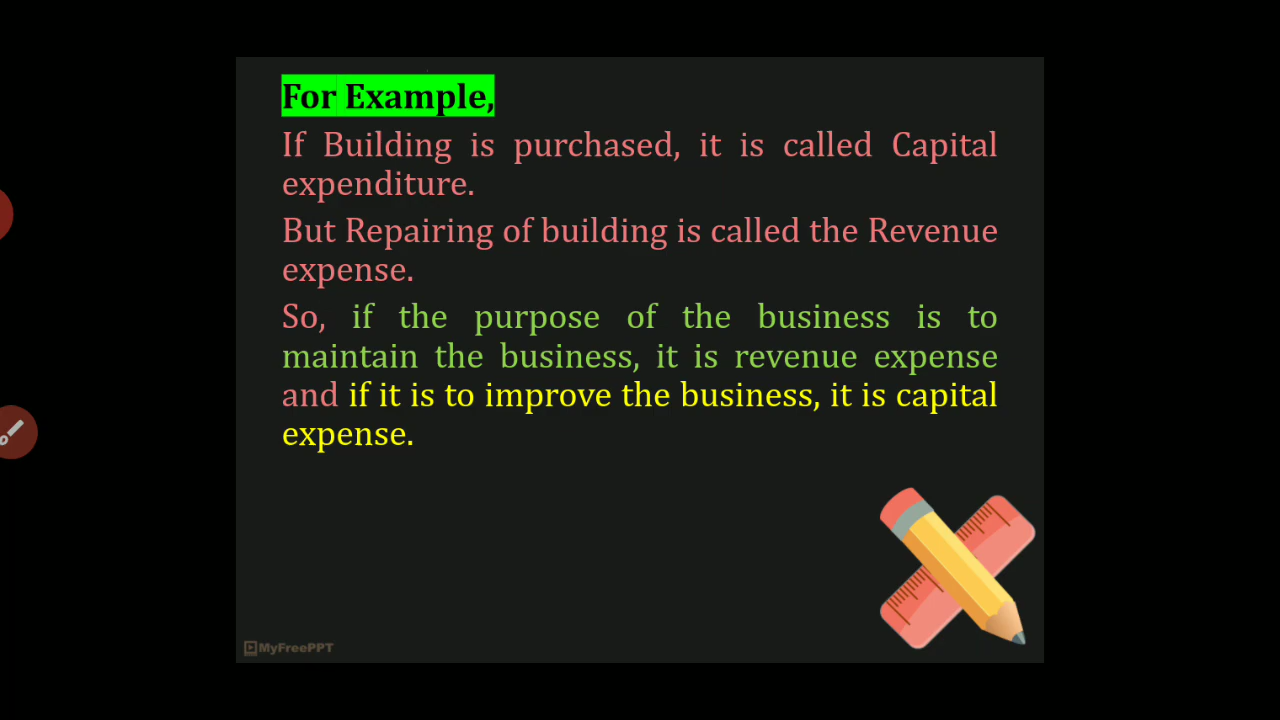 For Example,
If Building is purchased, it is called Capital
expenditure.
But Repairing of building is called the Revenue
expense.
So, if the purpose of the business is to
maintain the business, it is revenue expense
and if it is to improve the business, it is capital
expense.
MyFreePPT